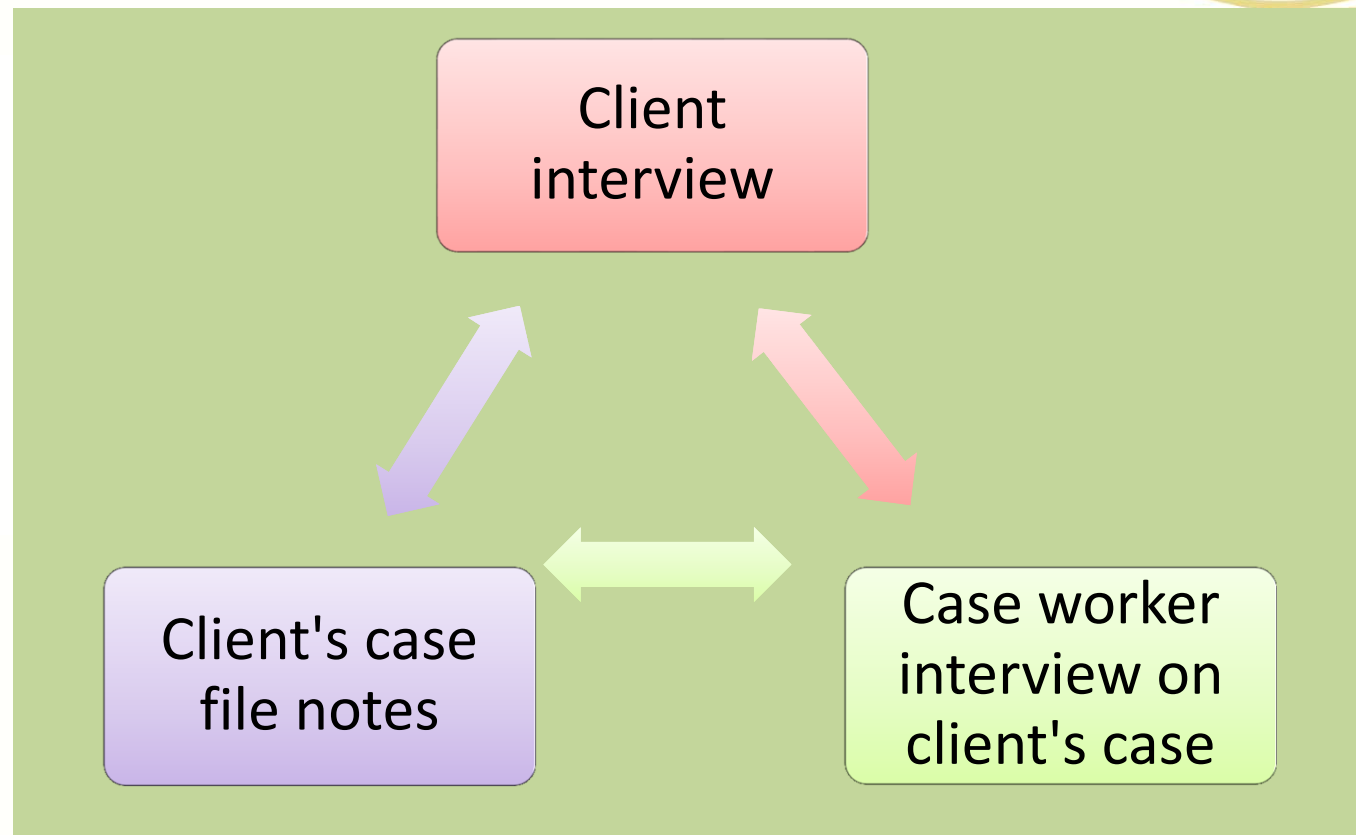 Client
interview
Client's case
file notes
Case worker
interview on
client's case